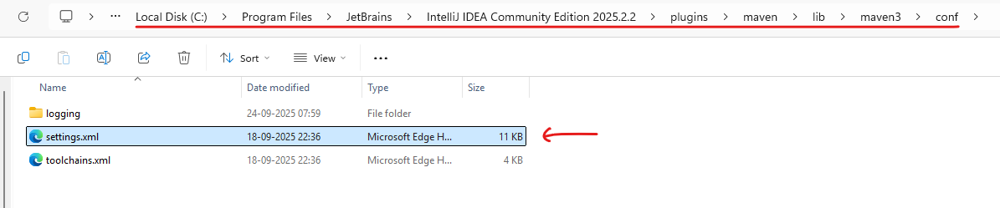 Local Disk (C:) > Program Files > JetBrains > IntelliJ IDEA Community Edition 2025.2.2 > plugins > maven > lib > maven3 > conf >
Sort View
Name Date modified Type Size
logging 24-09-2025 07:59 File folder
settings.xml 18-09-2025 22:36 Microsoft Edge H... 11 KB
toolchains.xml 18-09-2025 22:36 Microsoft Edge H... 4 KB